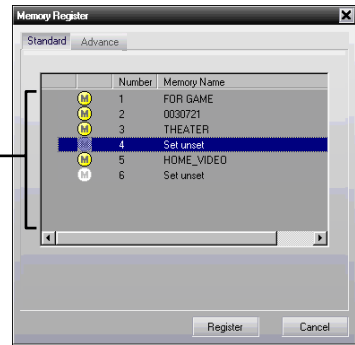 Memory Register
Standard Advance
Number Memory Name
M 1 FOR GAME
M 2 0030721
M 3 THEATER
M 4 Set unset
M 5 HOME_VIDEO
M 6 Set unset
Register Cancel